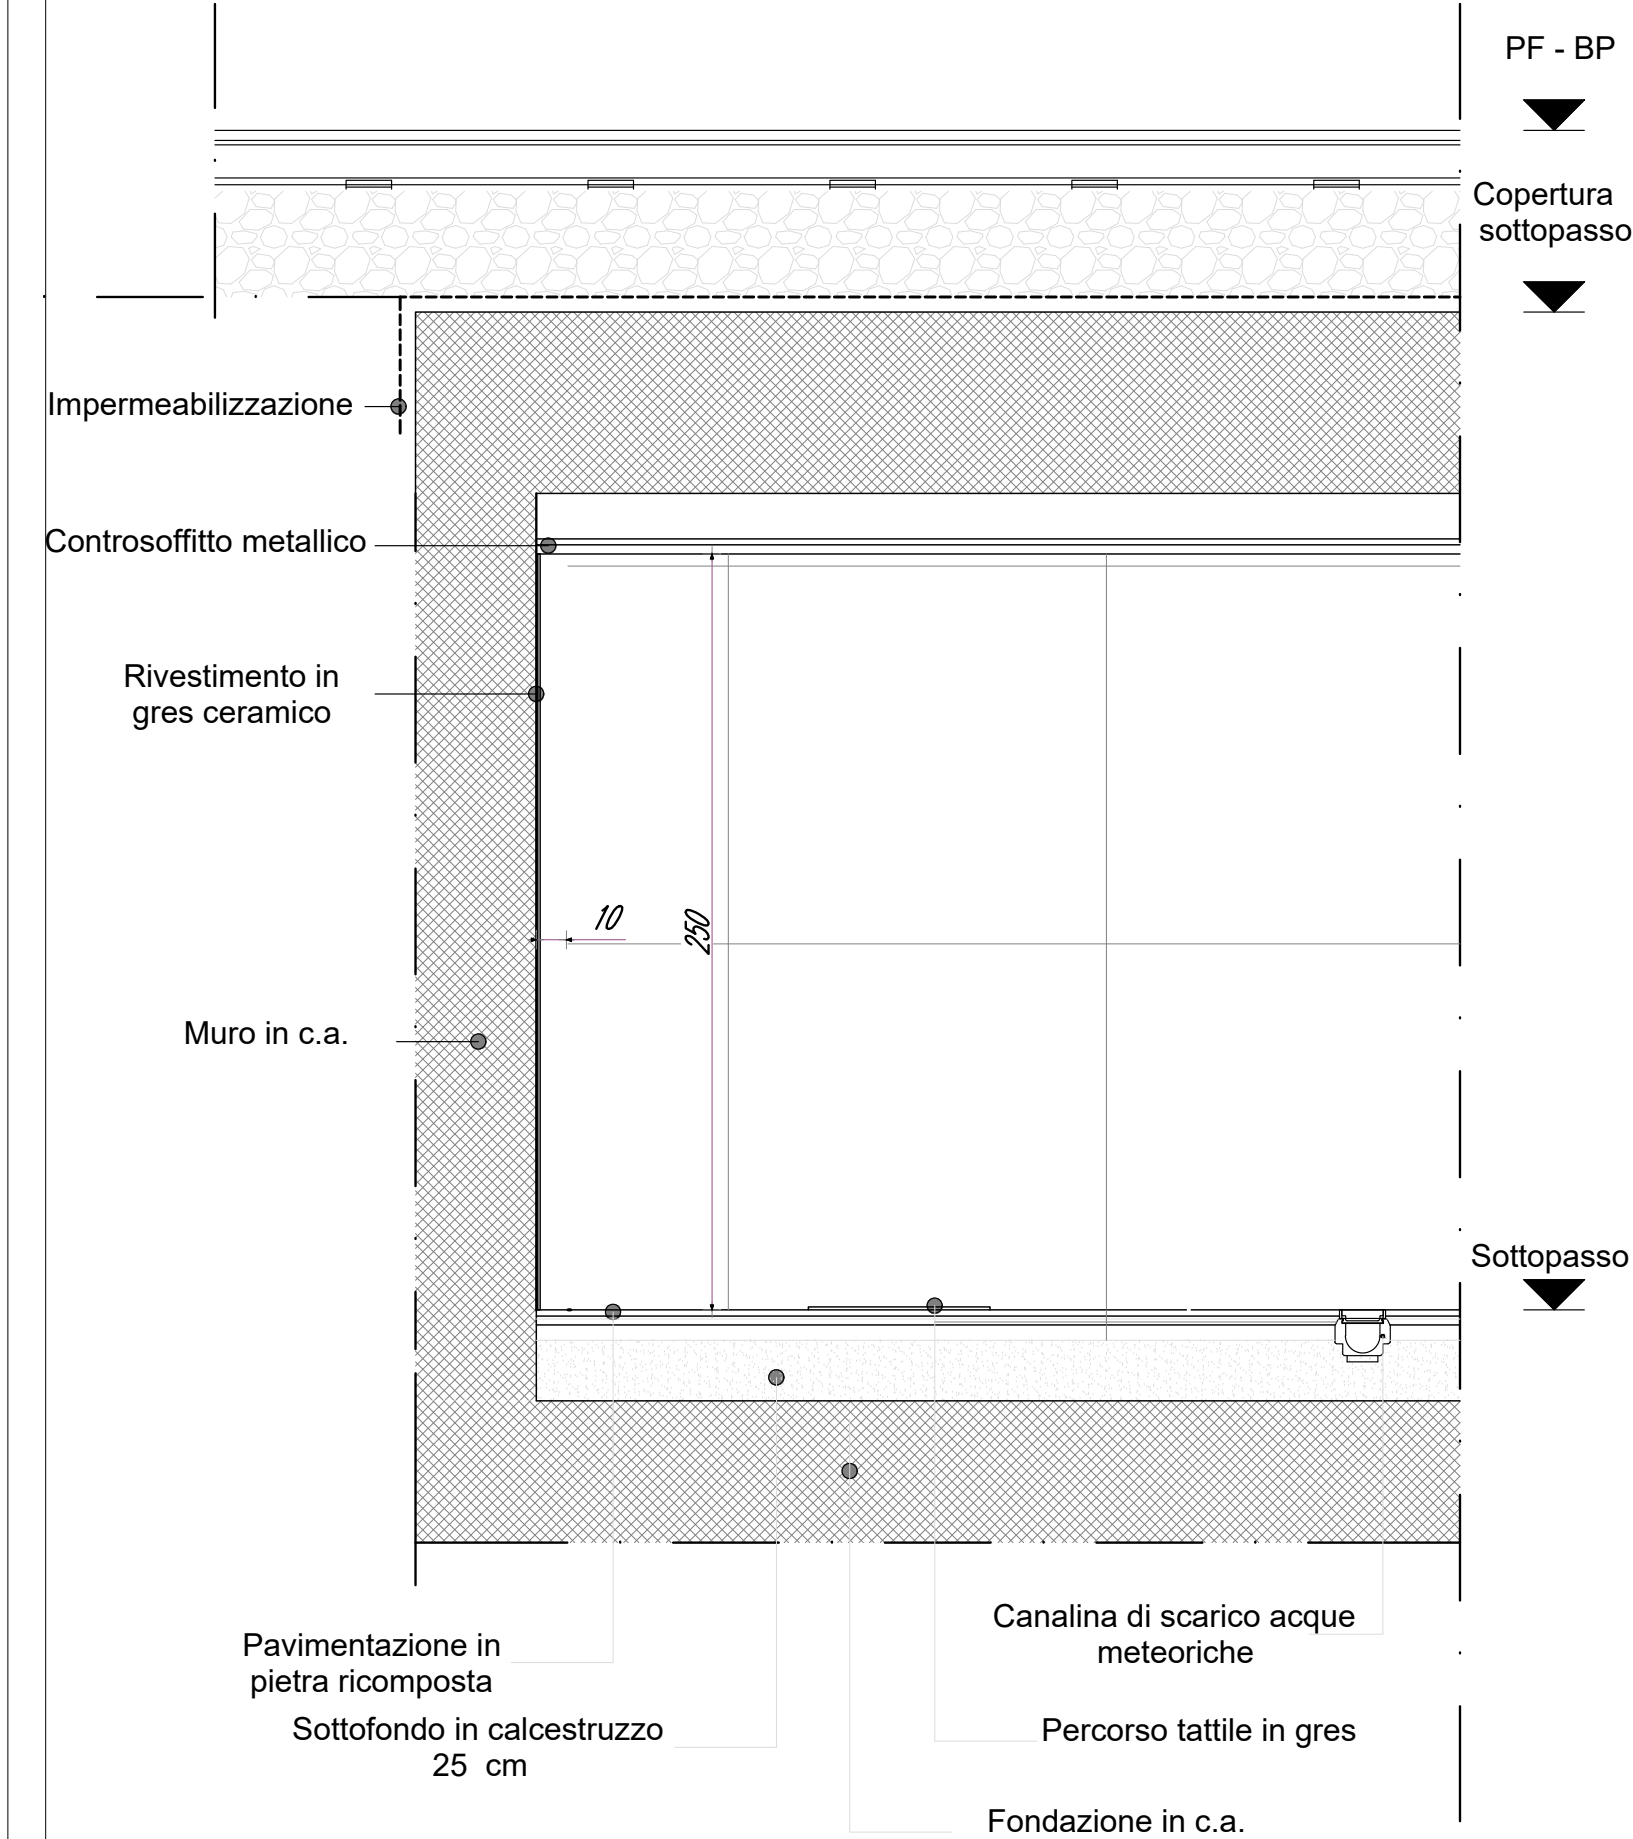 PF - BP
Copertura
sottopasso
Impermeabilizzazione
Controsoffitto metallico
Rivestimento in
gres ceramico
10
250
Muro in c.a.
Sottopasso
Canalina di scarico acque
meteoriche
Pavimentazione in
pietra ricomposta
Sottofondo in calcestruzzo
25 cm
Percorso tattile in gres
Fondazione in c.a.